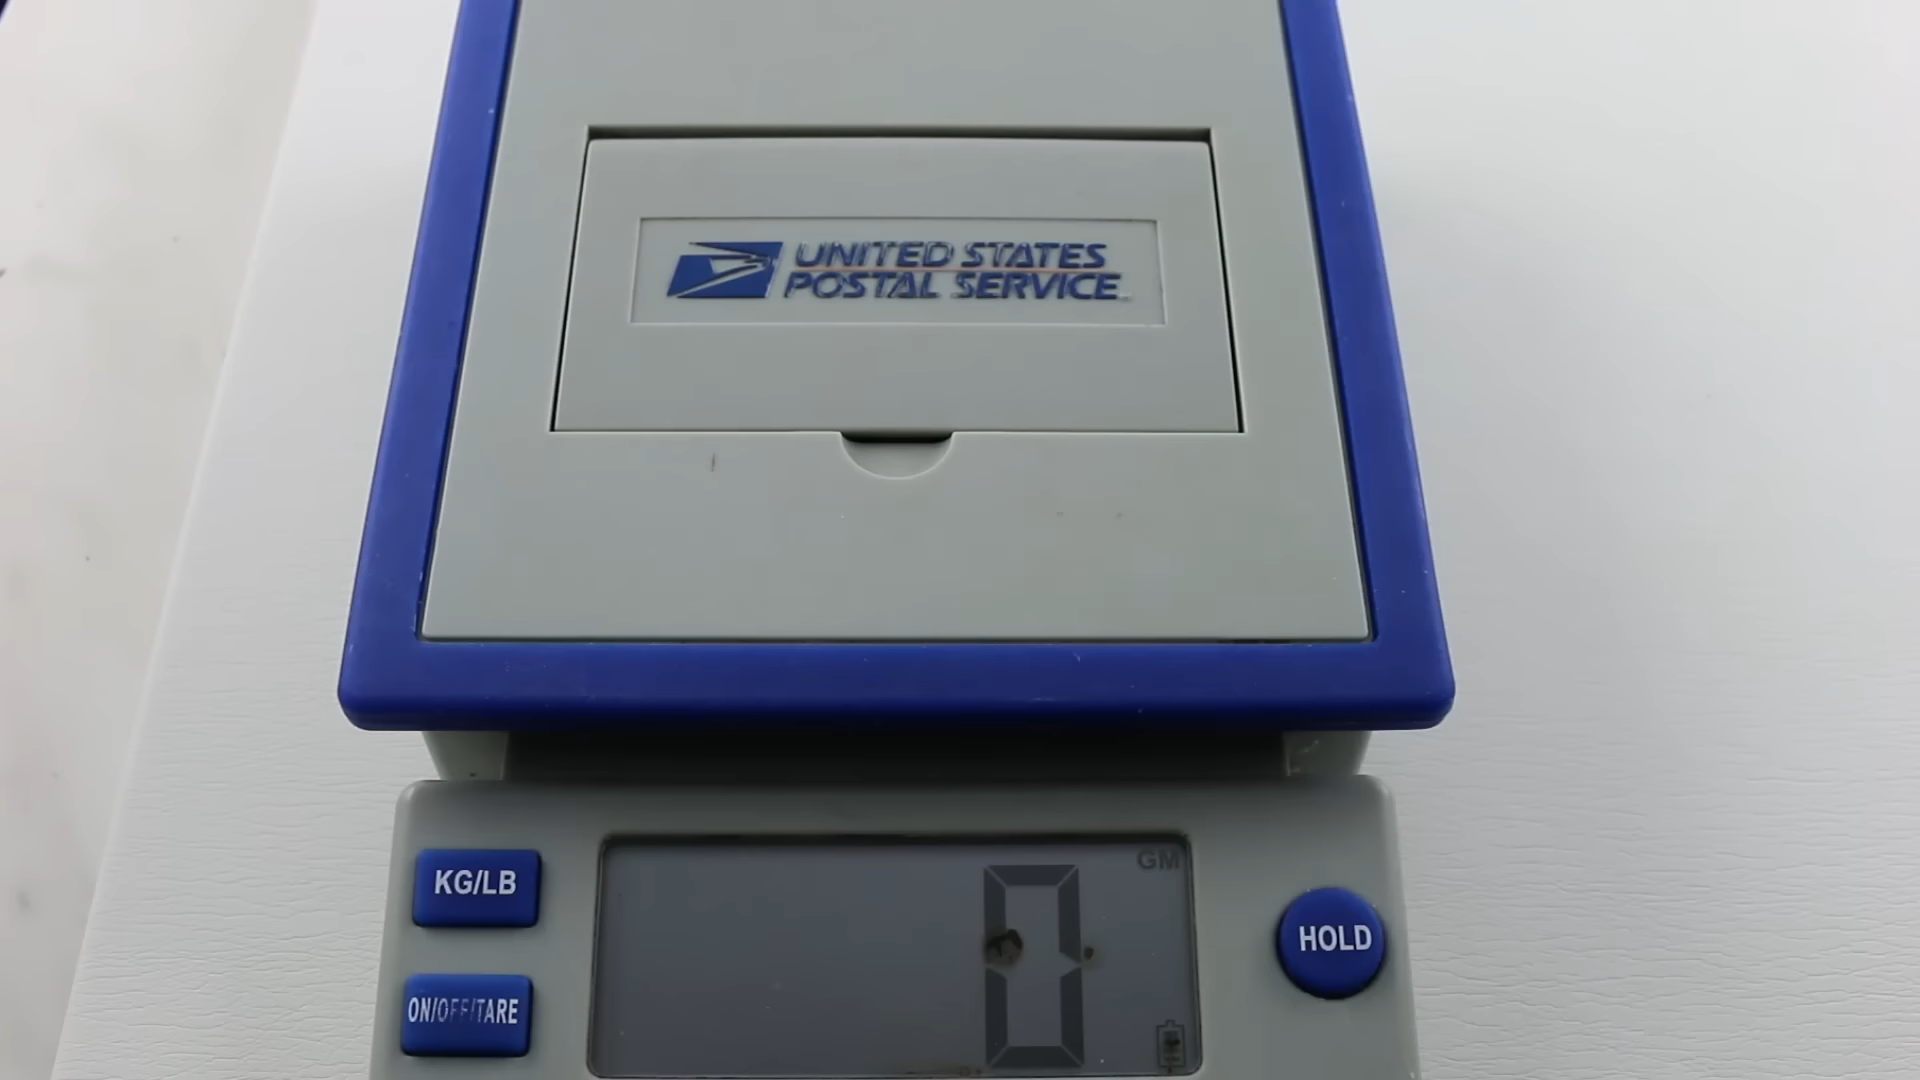 UNITED STATES
POSTAL SERVICE
KG/LB
GM
0
HOLD
ON/OFF/TARE